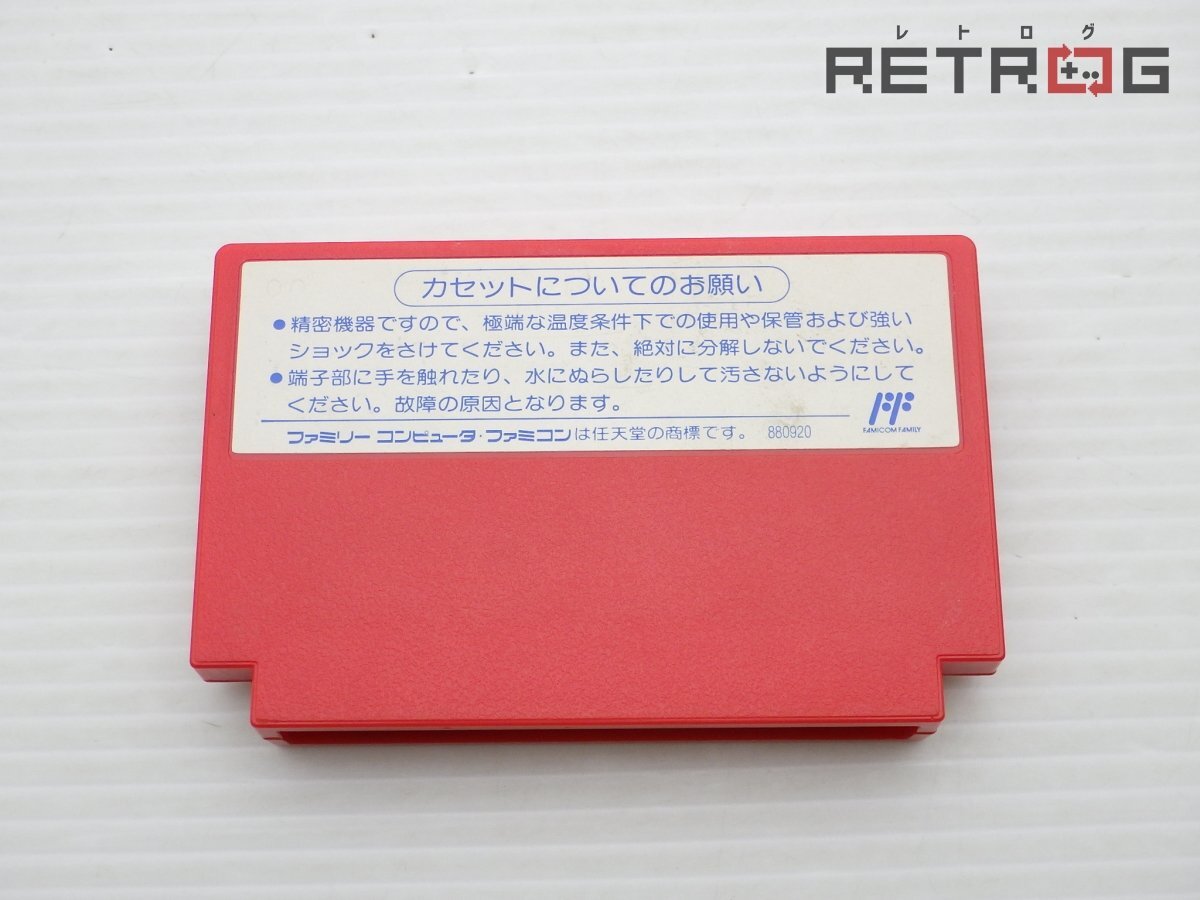 レトログ
RETROG
カセットについてのお願い
●精密機器ですので、極端な温度条件下での使用や保管および強い
ショックをさけてください。また、絶対に分解しないでください。
●端子部に手を触れたり、水にぬらしたりして汚さないようにして
ください。故障の原因となります。
FAMICOM FAMILY
ファミリーコンピュータ・ファミコンは任天堂の商標です。 880920